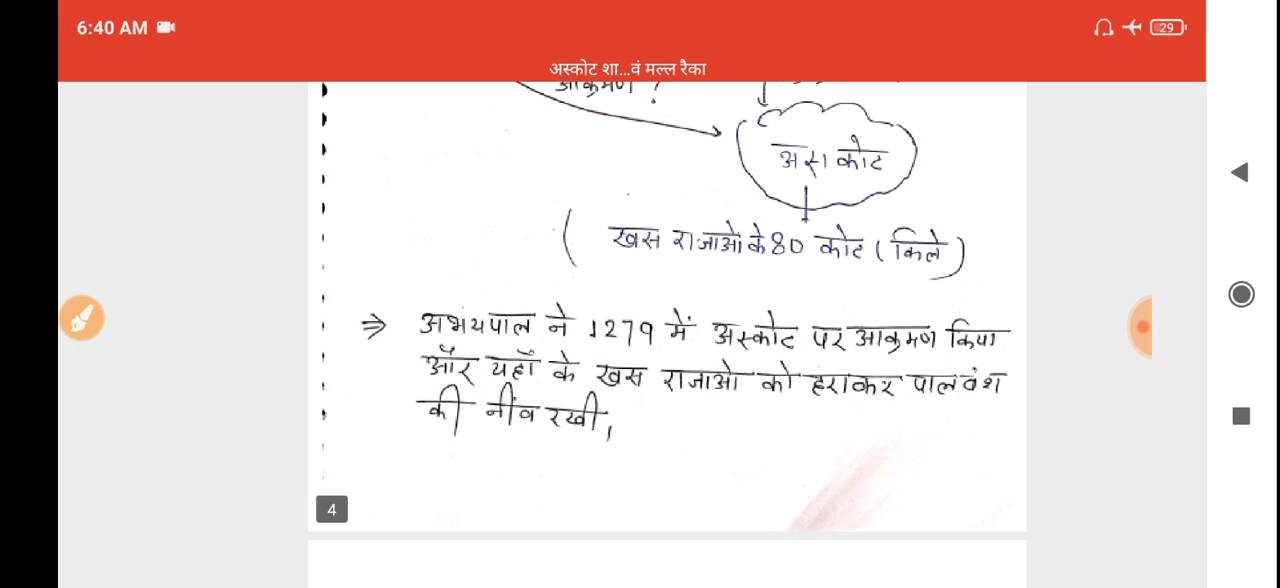 6:40 AM
29
अस्कोट शा...वं मल्ल रैका
आक्रमण ?
अस्सी कोट
( खस राजाओ के 80 कोट ( किले )
⇒ अभयपाल ने 1279 में अस्कोट पर आक्रमण किया
और यहाँ के खस राजाओ को हराकर पालवंश
की नींव रखी,
4